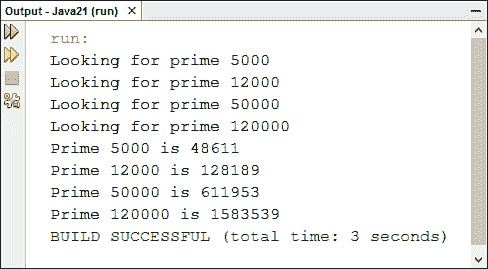 Output - Java21 (run)
run:
Looking for prime 5000
Looking for prime 12000
Looking for prime 50000
Looking for prime 120000
Prime 5000 is 48611
Prime 12000 is 128189
Prime 50000 is 611953
Prime 120000 is 1583539
BUILD SUCCESSFUL (total time: 3 seconds)